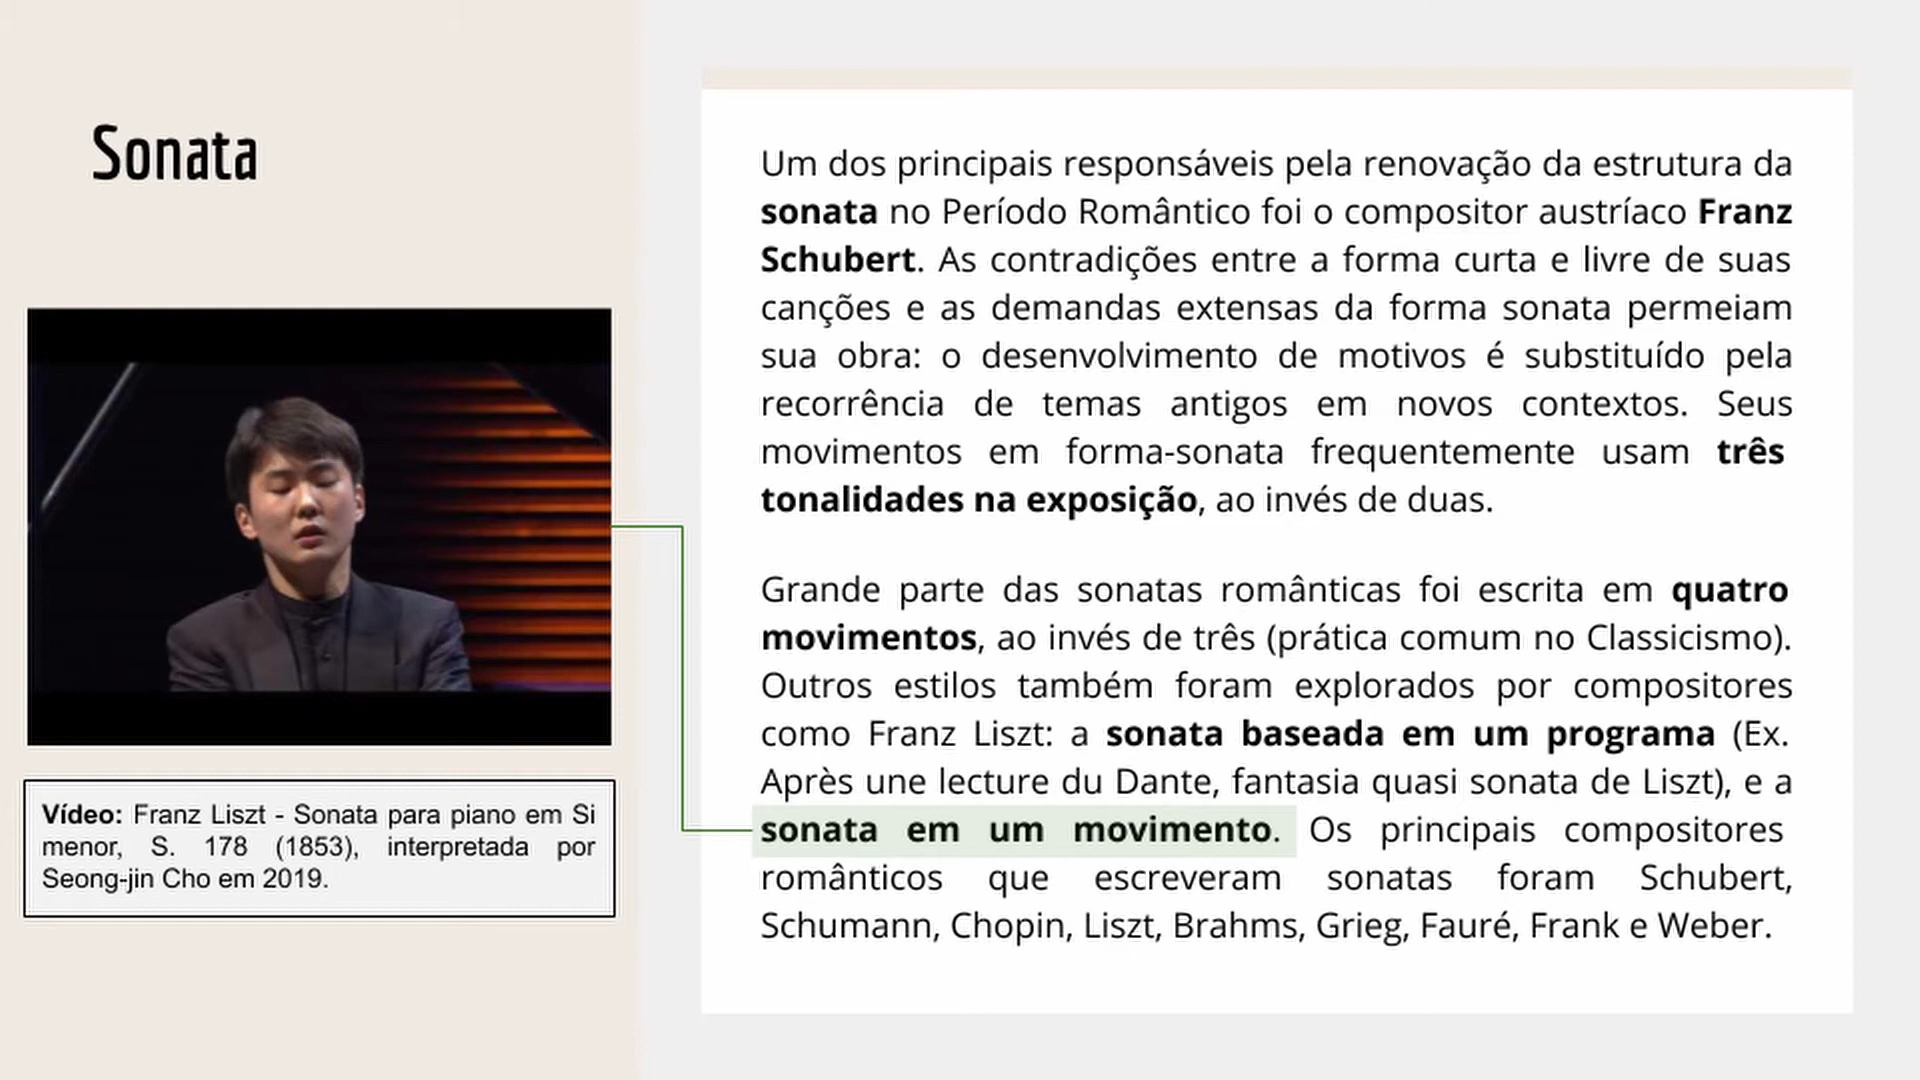 Sonata
Vídeo: Franz Liszt - Sonata para piano em Si
menor, S. 178 (1853), interpretada por
Seong-jin Cho em 2019.
Um dos principais responsáveis pela renovação da estrutura da
sonata no Período Romântico foi o compositor austríaco Franz
Schubert. As contradições entre a forma curta e livre de suas
canções e as demandas extensas da forma sonata permeiam
sua obra: o desenvolvimento de motivos é substituído pela
recorrência de temas antigos em novos contextos. Seus
movimentos em forma-sonata frequentemente usam três
tonalidades na exposição, ao invés de duas.
Grande parte das sonatas românticas foi escrita em quatro
movimentos, ao invés de três (prática comum no Classicismo).
Outros estilos também foram explorados por compositores
como Franz Liszt: a sonata baseada em um programa (Ex.
Après une lecture du Dante, fantasia quasi sonata de Liszt), e a
sonata em um movimento. Os principais compositores
românticos que escreveram sonatas foram Schubert,
Schumann, Chopin, Liszt, Brahms, Grieg, Fauré, Frank e Weber.